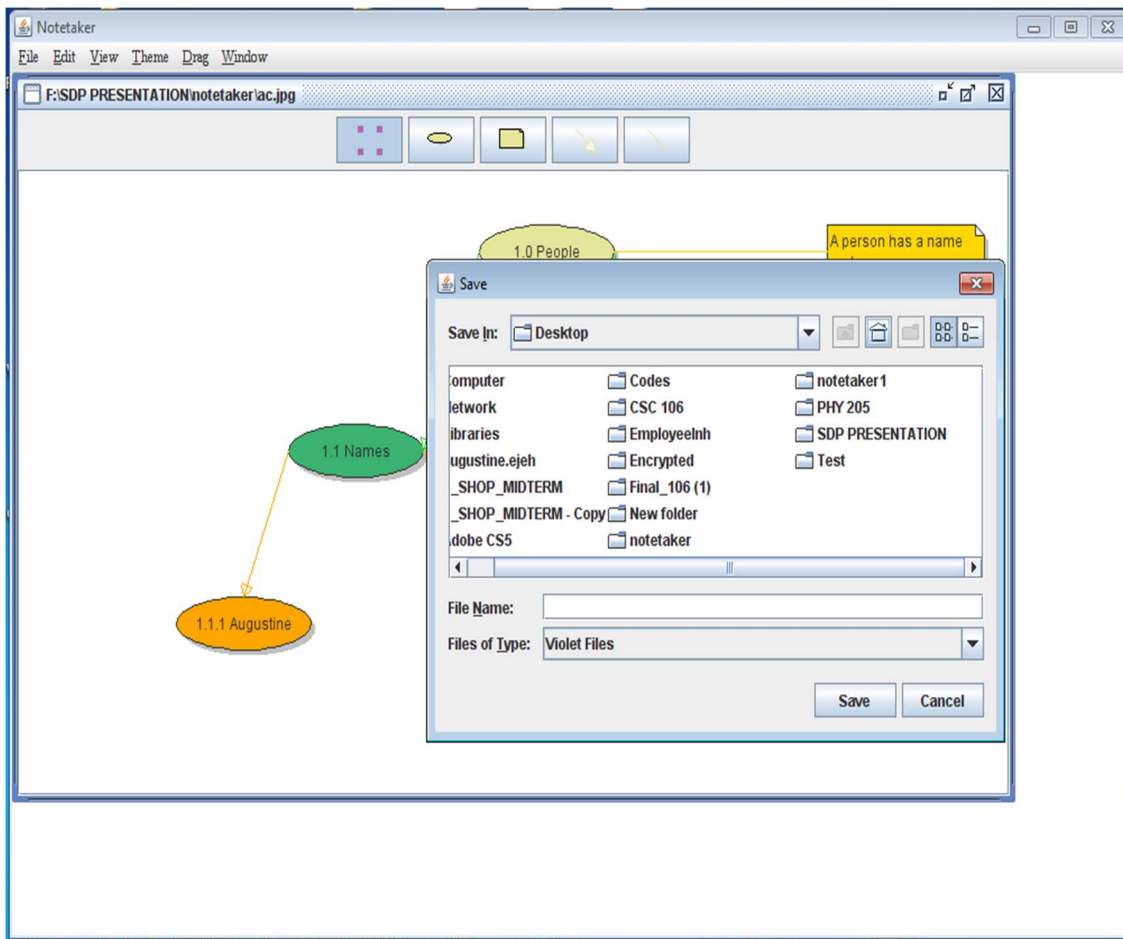 Notetaker
File Edit View Theme Drag Window
F:\SDP PRESENTATION\notetaker\ac.jpg
1.0 People
A person has a name
1.1 Names
1.1.1 Augustine
Save
Save In: Desktop
omputer
etwork
ibraries
ugustine.ejeh
_SHOP_MIDTERM
_SHOP_MIDTERM - Copy
dobe CS5
Codes
CSC 106
EmployeeInh
Encrypted
Final_106 (1)
New folder
notetaker
notetaker1
PHY 205
SDP PRESENTATION
Test
File Name:
Files of Type: Violet Files
Save Cancel